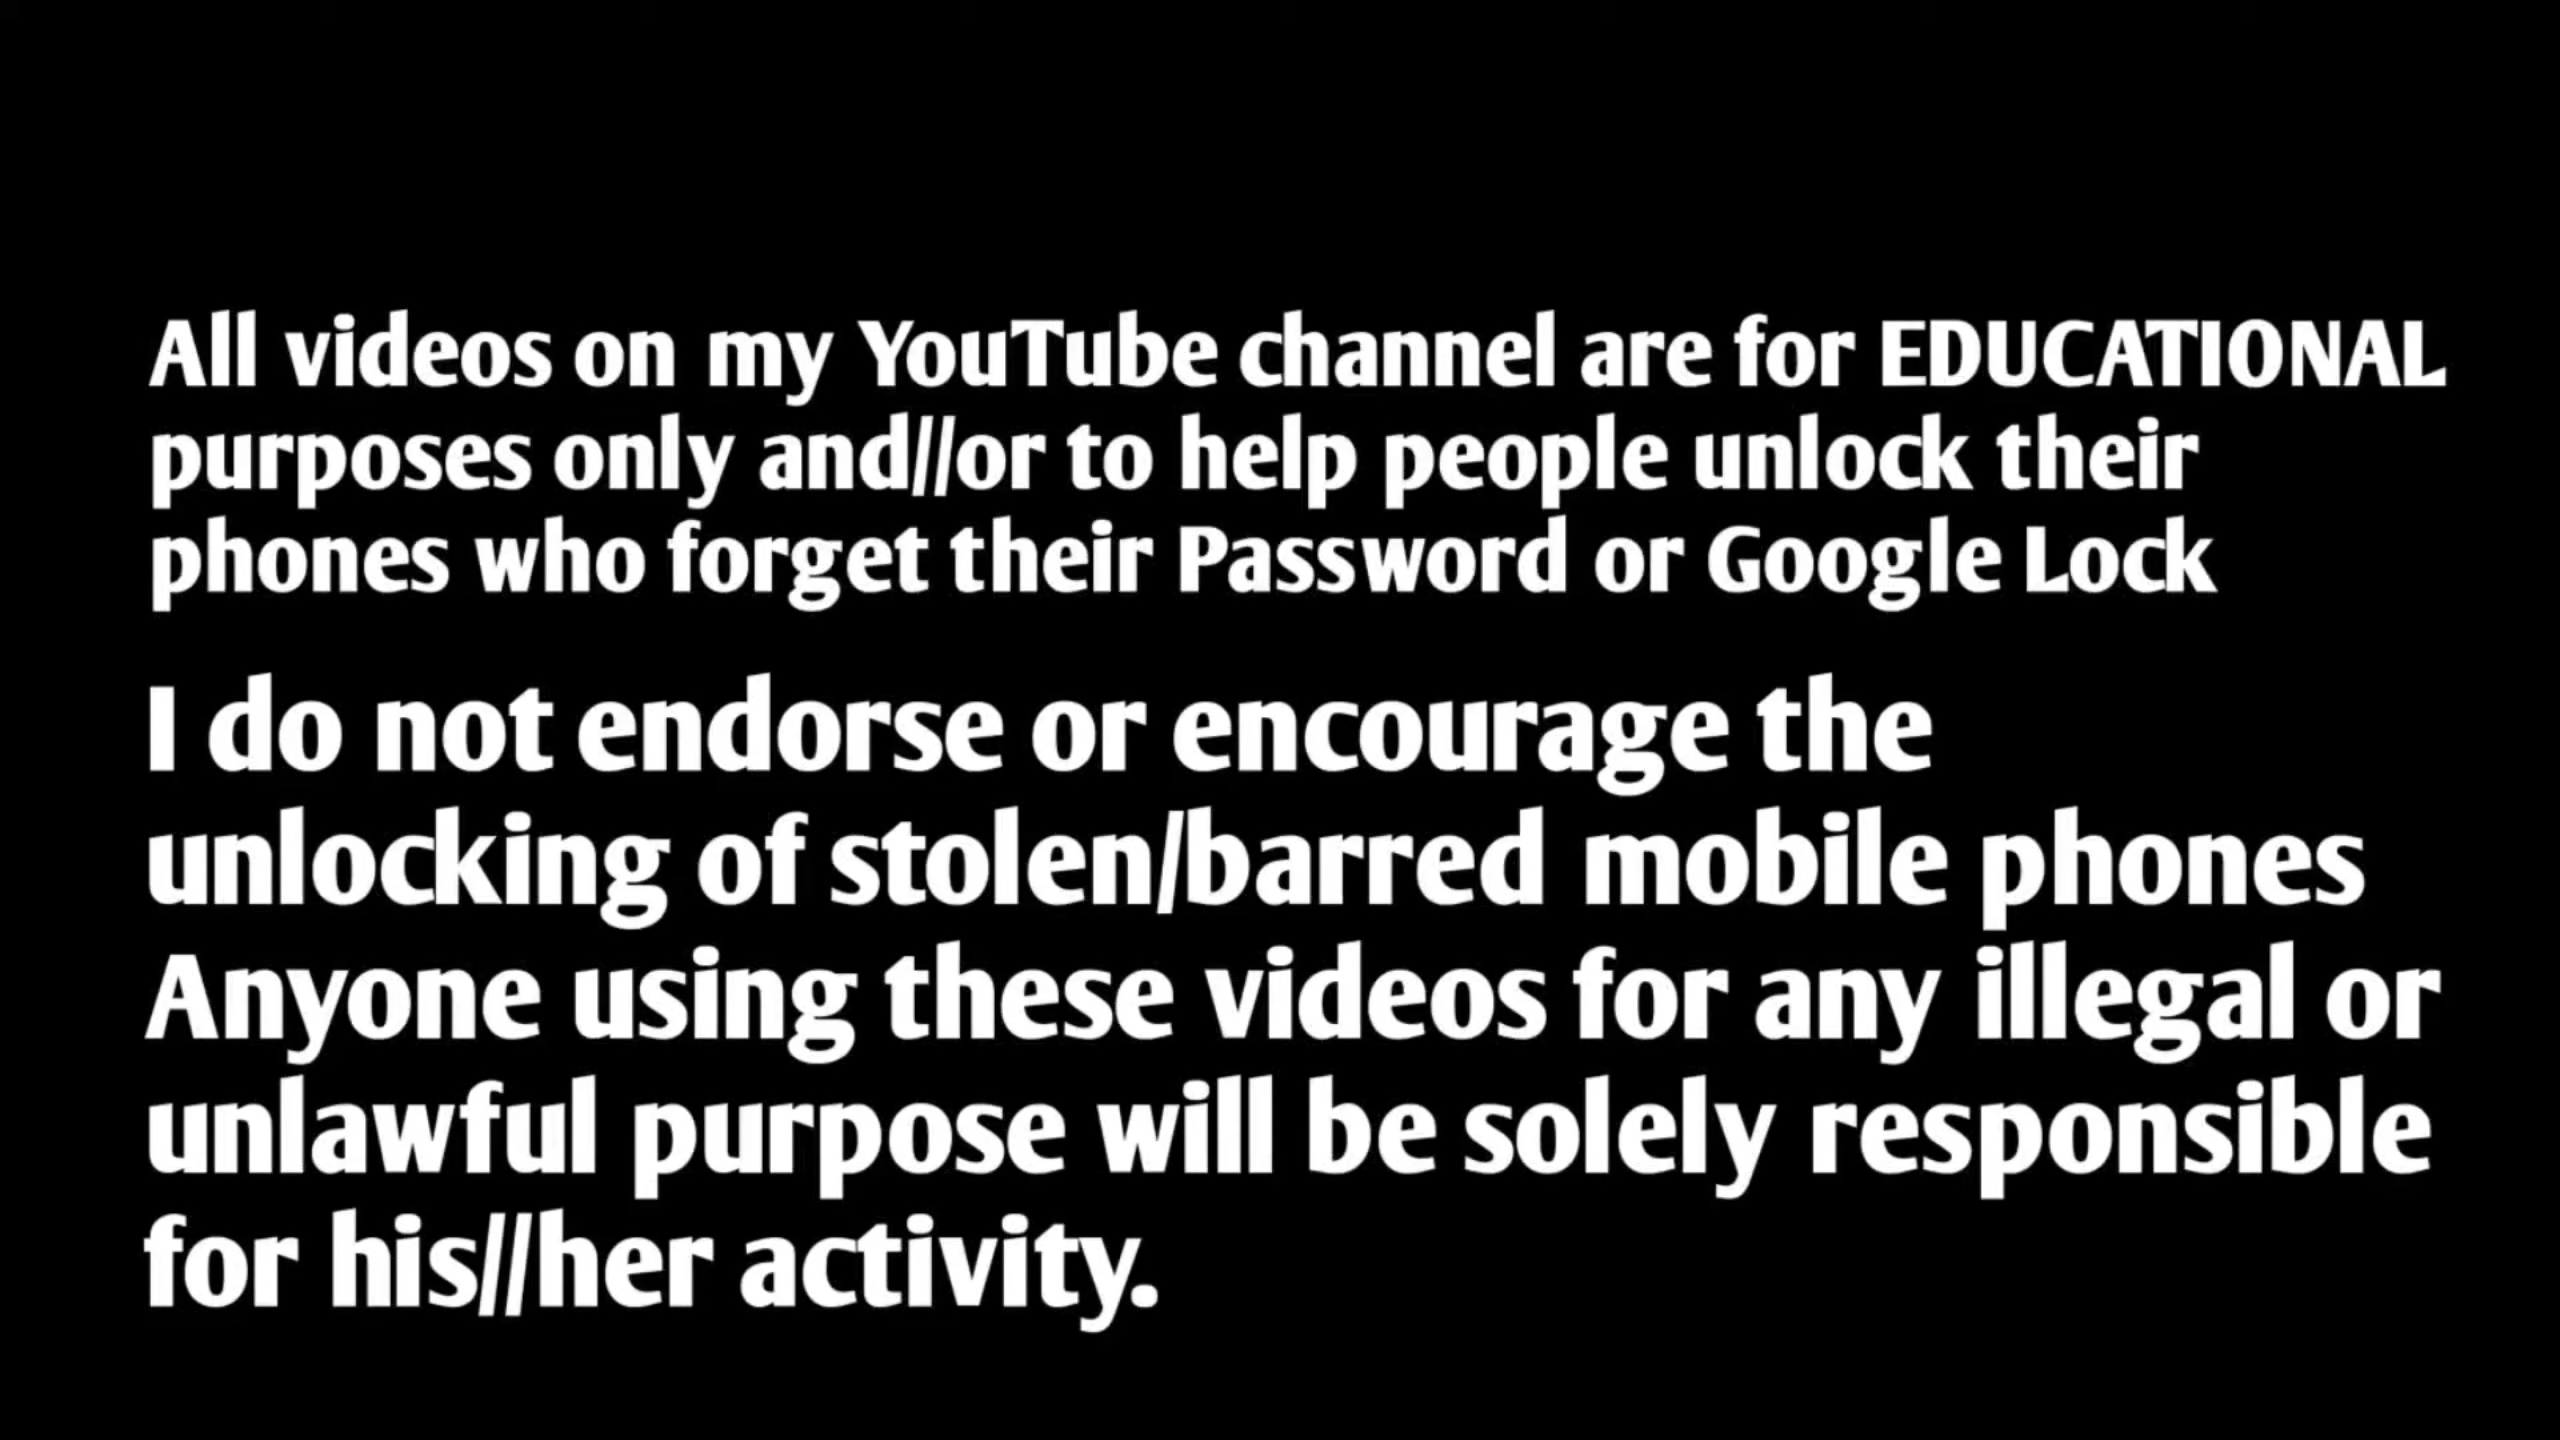 All videos on my YouTube channel are for EDUCATIONAL
purposes only and//or to help people unlock their
phones who forget their Password or Google Lock
I do not endorse or encourage the
unlocking of stolen/barred mobile phones
Anyone using these videos for any illegal or
unlawful purpose will be solely responsible
for his//her activity.